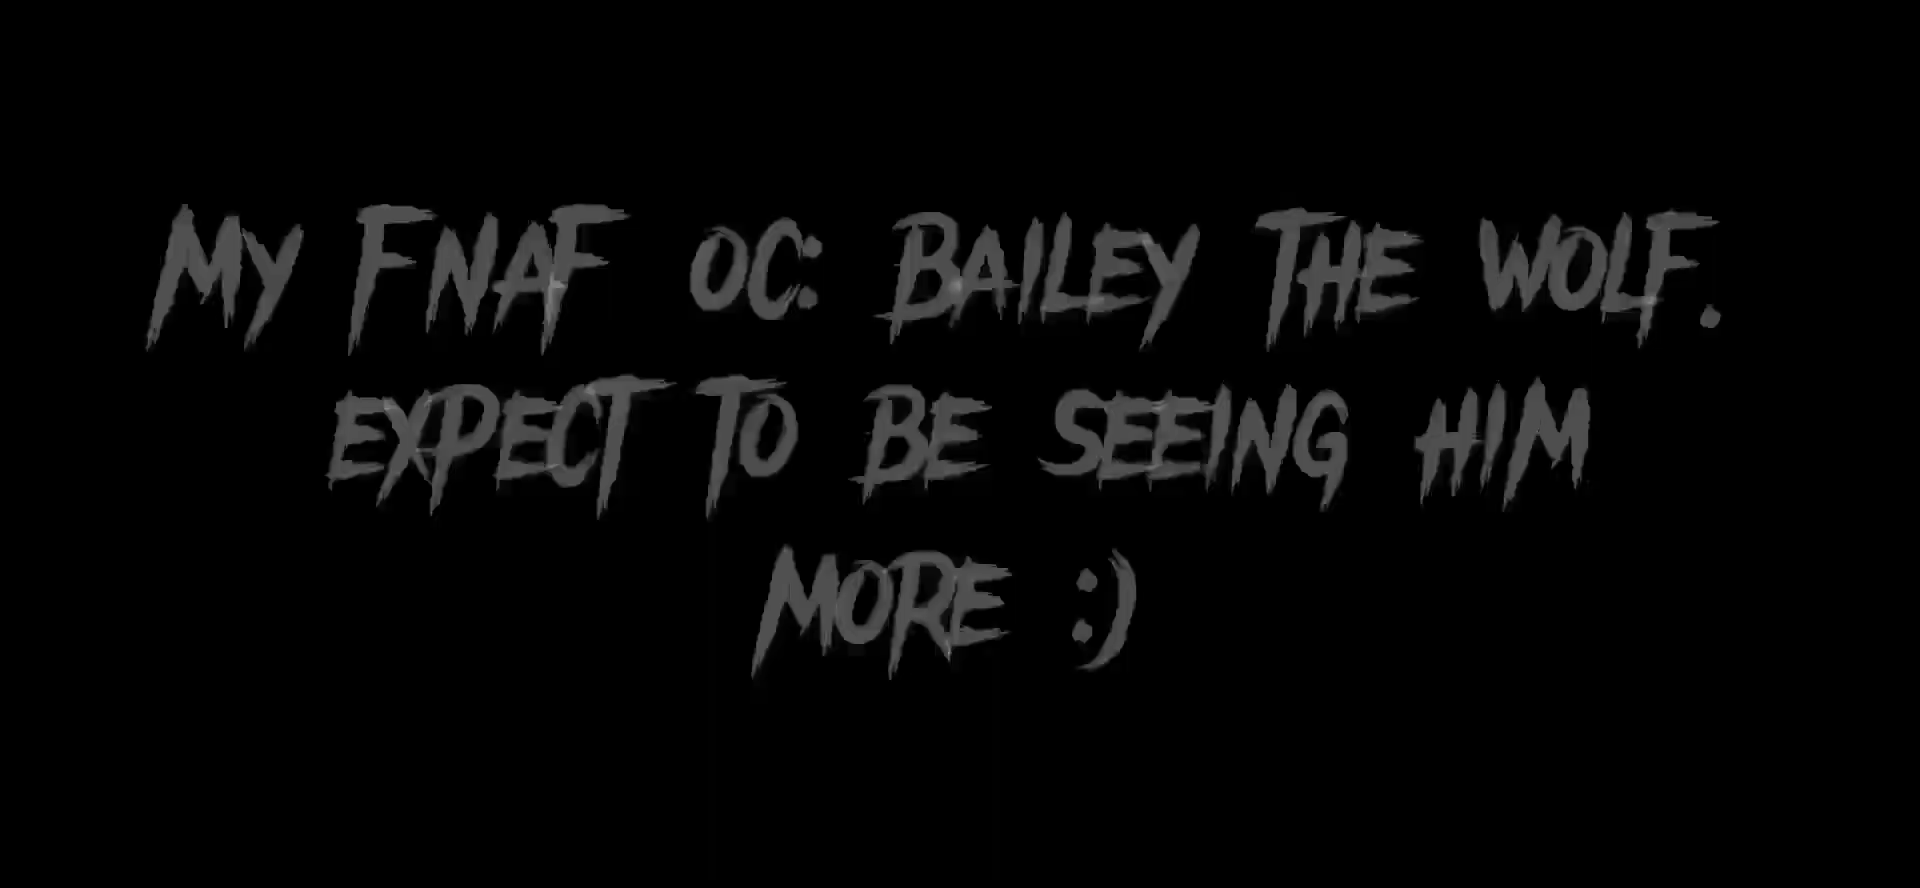 MY FNAF OC: BAILEY THE WOLF.
EXPECT TO BE SEEING HIM
MORE :)